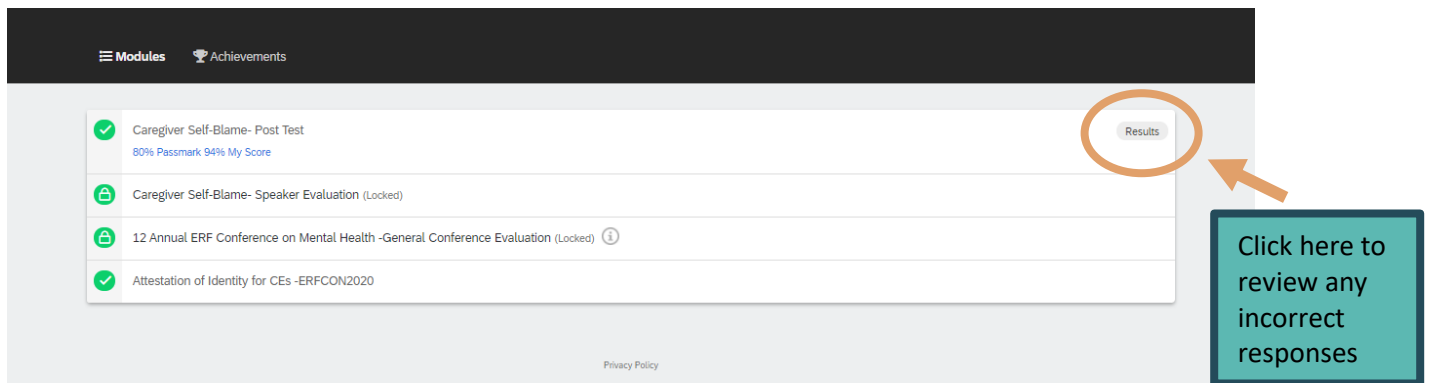 Modules Achievements
Caregiver Self-Blame- Post Test
Results
80% Passmark 94% My Score
Caregiver Self-Blame- Speaker Evaluation (Locked)
12 Annual ERF Conference on Mental Health -General Conference Evaluation (Locked) i
Attestation of Identity for CEs -ERFCON2020
Click here to
review any
incorrect
responses
Privacy Policy